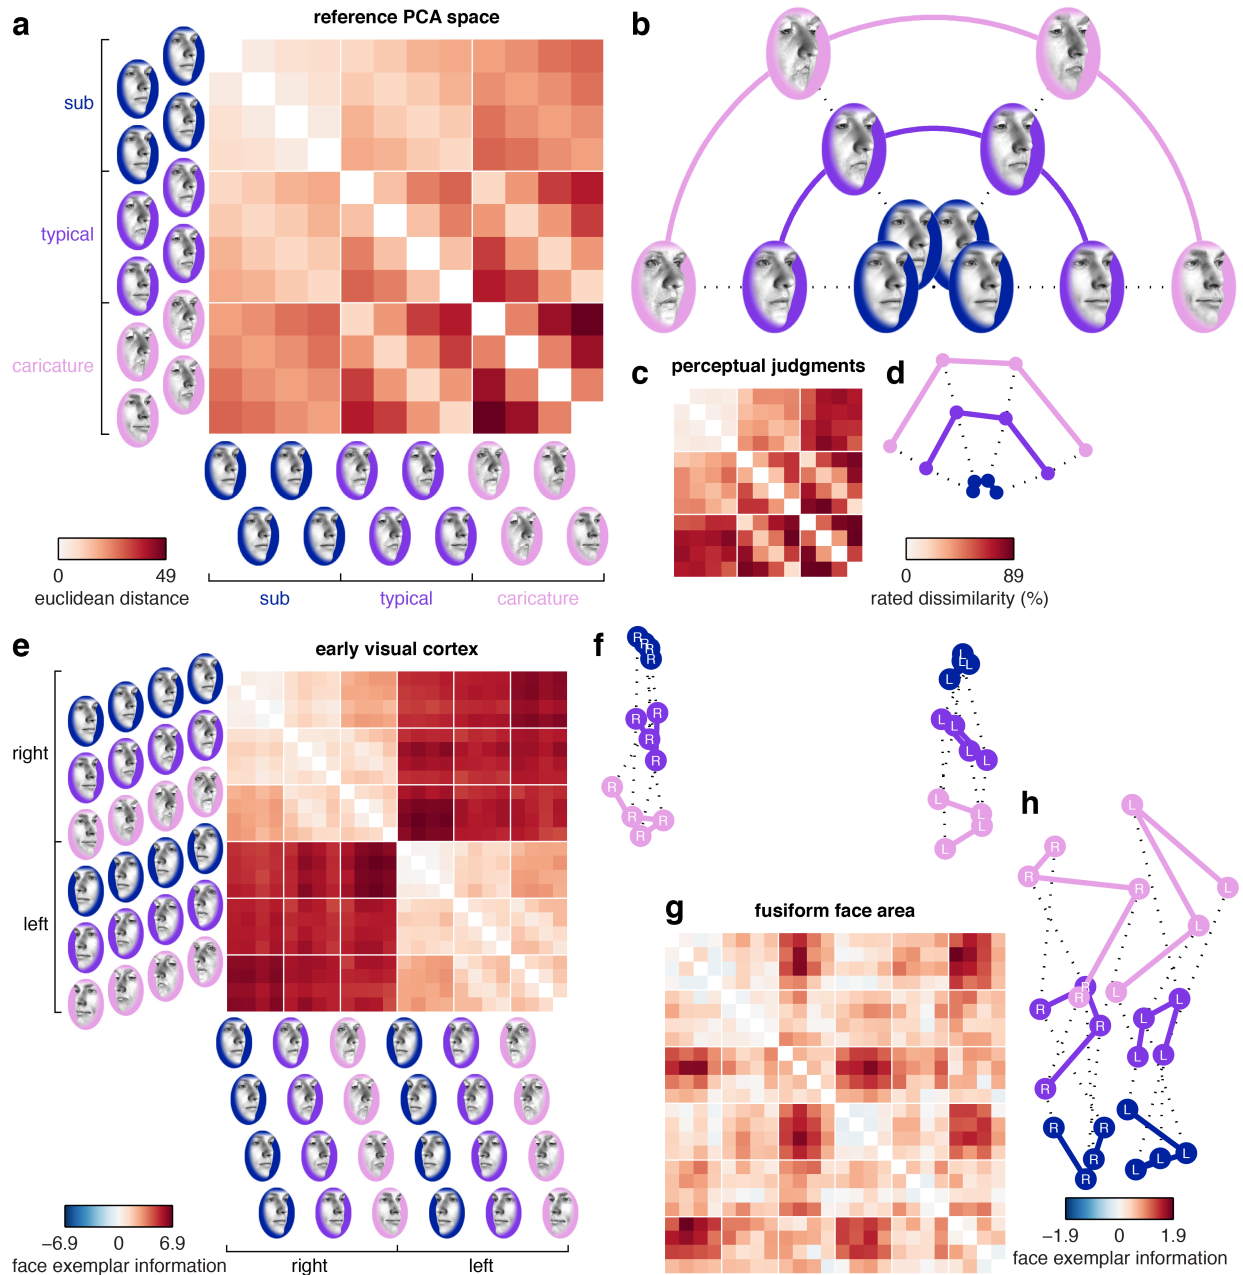 a
reference PCA space
sub
typical
caricature
0
49
euclidean distance
sub
typical
caricature
b
c
perceptual judgments
d
0
89
rated dissimilarity (%)
e
early visual cortex
right
left
−6.9
0
6.9
face exemplar information
right
left
f
R
R
R
R
R
R
R
R
R
R
R
R
L
L
L
L
L
L
L
L
L
L
L
L
g
fusiform face area
h
L
R
R
R
L
L
R
R
L
R
L
R
L
L
L
R
L
R
R
L
R
L
L
R
L
−1.9
0
1.9
face exemplar information